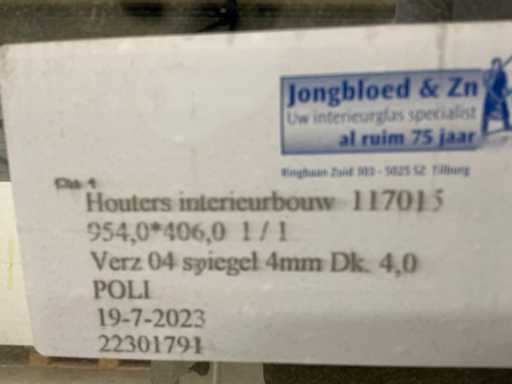 Jongbloed & Zn
Uw interieurglas specialist
al ruim 75 jaar
Ringbaan Zuid 103 - 5025 SZ Tilburg
Houters interieurbouw 117015
954,0*406,0 1 / 1
Verz 04 spiegel 4mm Dk. 4,0
POLI
19-7-2023
22301791